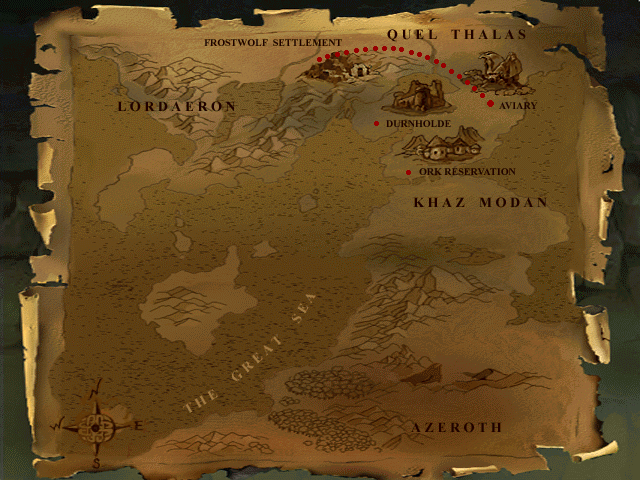 QUEL THALAS
FROSTWOLF SETTLEMENT
LORDAERON
AVIARY
DURNHOLDE
ORK RESERVATION
KHAZ MODAN
THE GREAT SEA
AZEROTH
N
W E
S